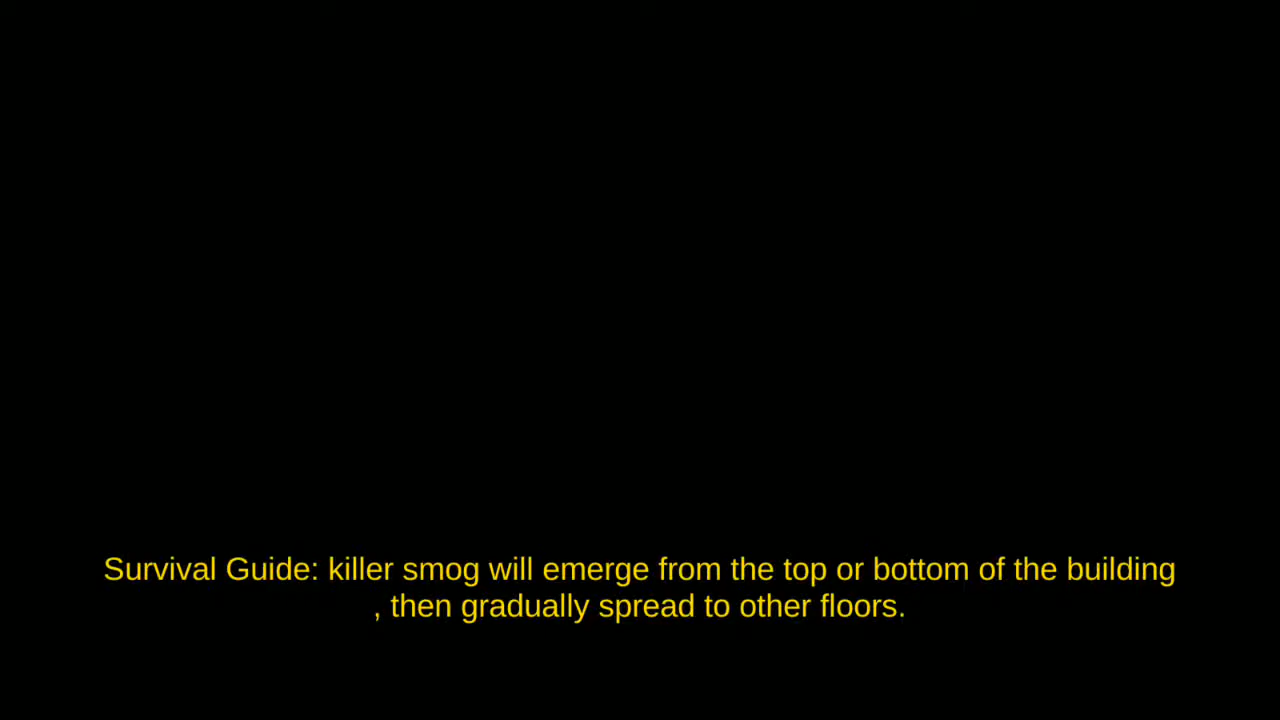 Survival Guide: killer smog will emerge from the top or bottom of the building
, then gradually spread to other floors.